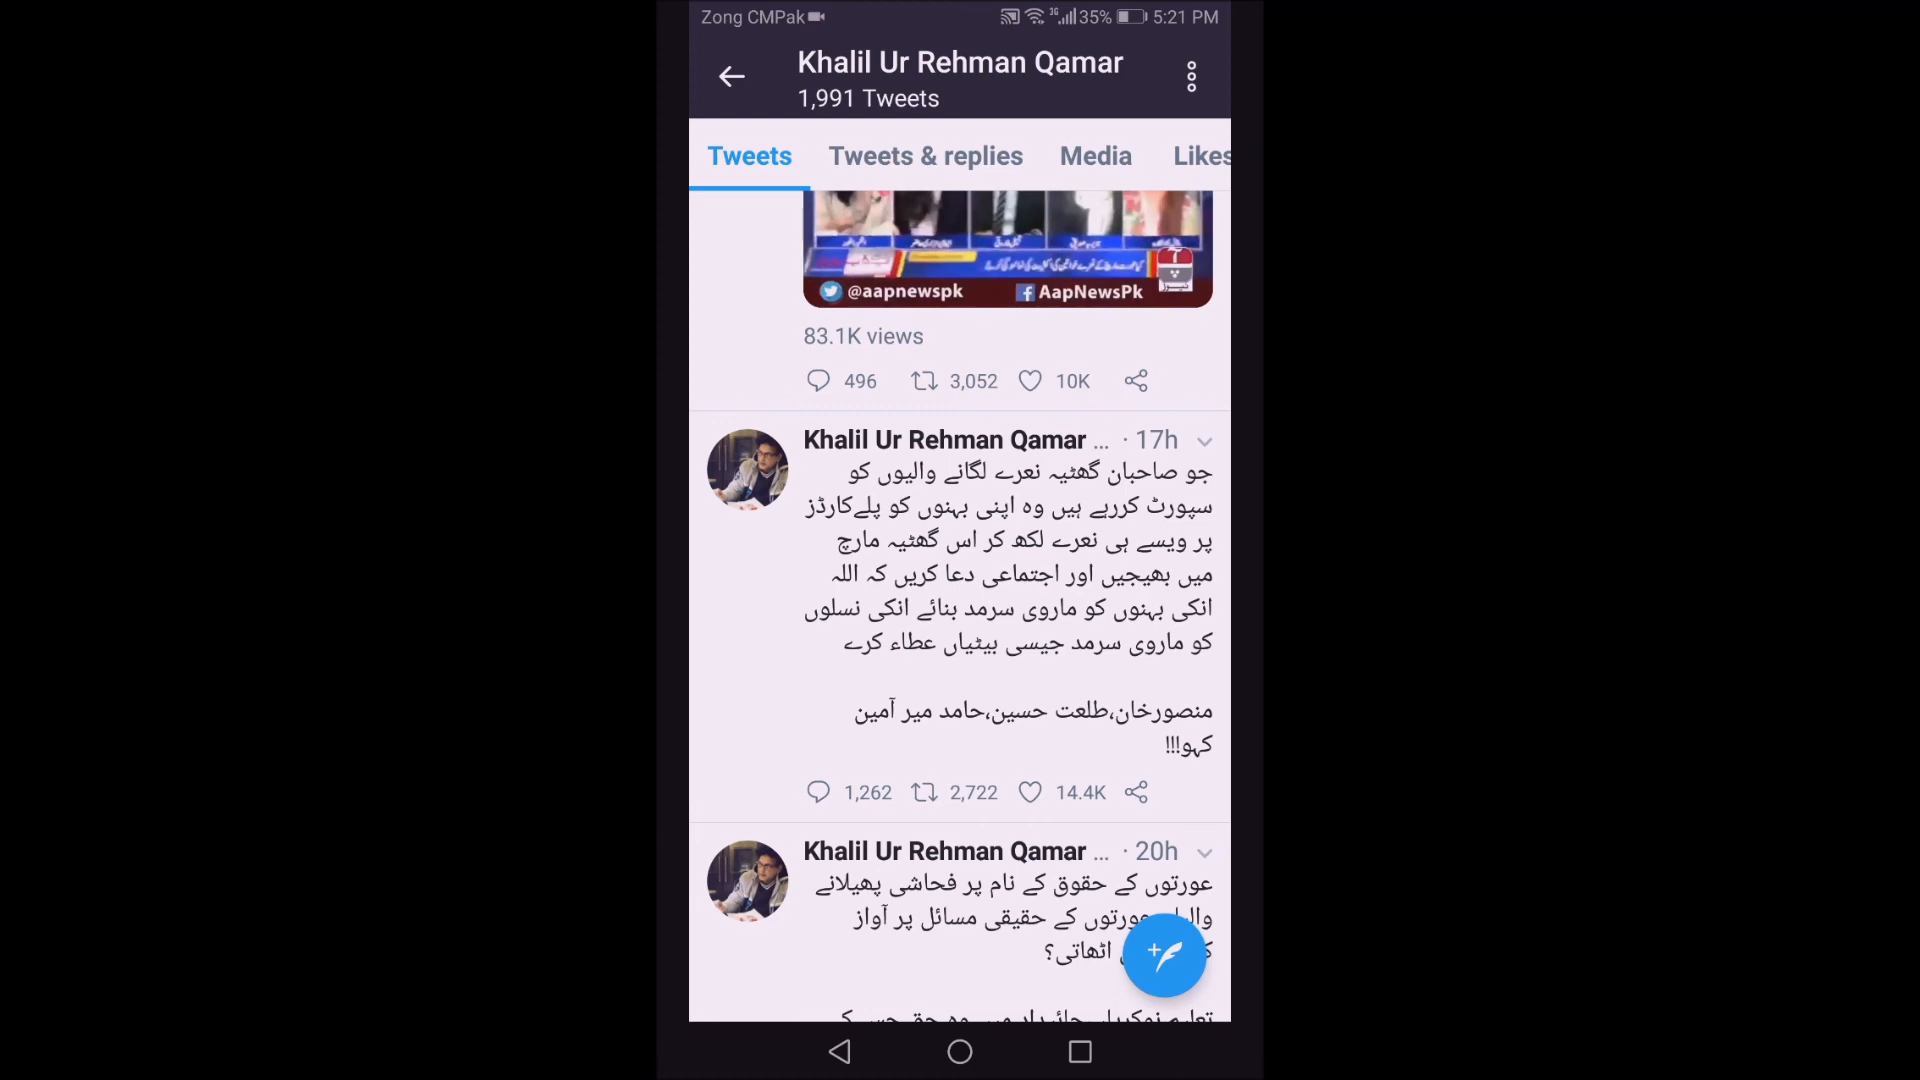 Zong CMPak
3G 35% 5:21 PM
Khalil Ur Rehman Qamar
1,991 Tweets
Tweets Tweets & replies Media Likes
@aapnewspk AapNewsPk
83.1K views
496 3,052 10K
Khalil Ur Rehman Qamar ... · 17h
جو صاحبان گھٹیہ نعرے لگانے والیوں کو
سپورٹ کررہے ہیں وہ اپنی بہنوں کو پلےکارڈز
پر ویسے ہی نعرے لکھ کر اس گھٹیہ مارچ
میں بھیجیں اور اجتماعی دعا کریں کہ اللہ
انکی بہنوں کو ماروی سرمد بنائے انکی نسلوں
کو ماروی سرمد جیسی بیٹیاں عطاء کرے
منصورخان،طلعت حسین،حامد میر آمین
کہو!!!
1,262 2,722 14.4K
Khalil Ur Rehman Qamar ... · 20h
عورتوں کے حقوق کے نام پر فحاشی پھیلانے
عورتوں کے حقیقی مسائل پر آواز
اٹھاتی؟